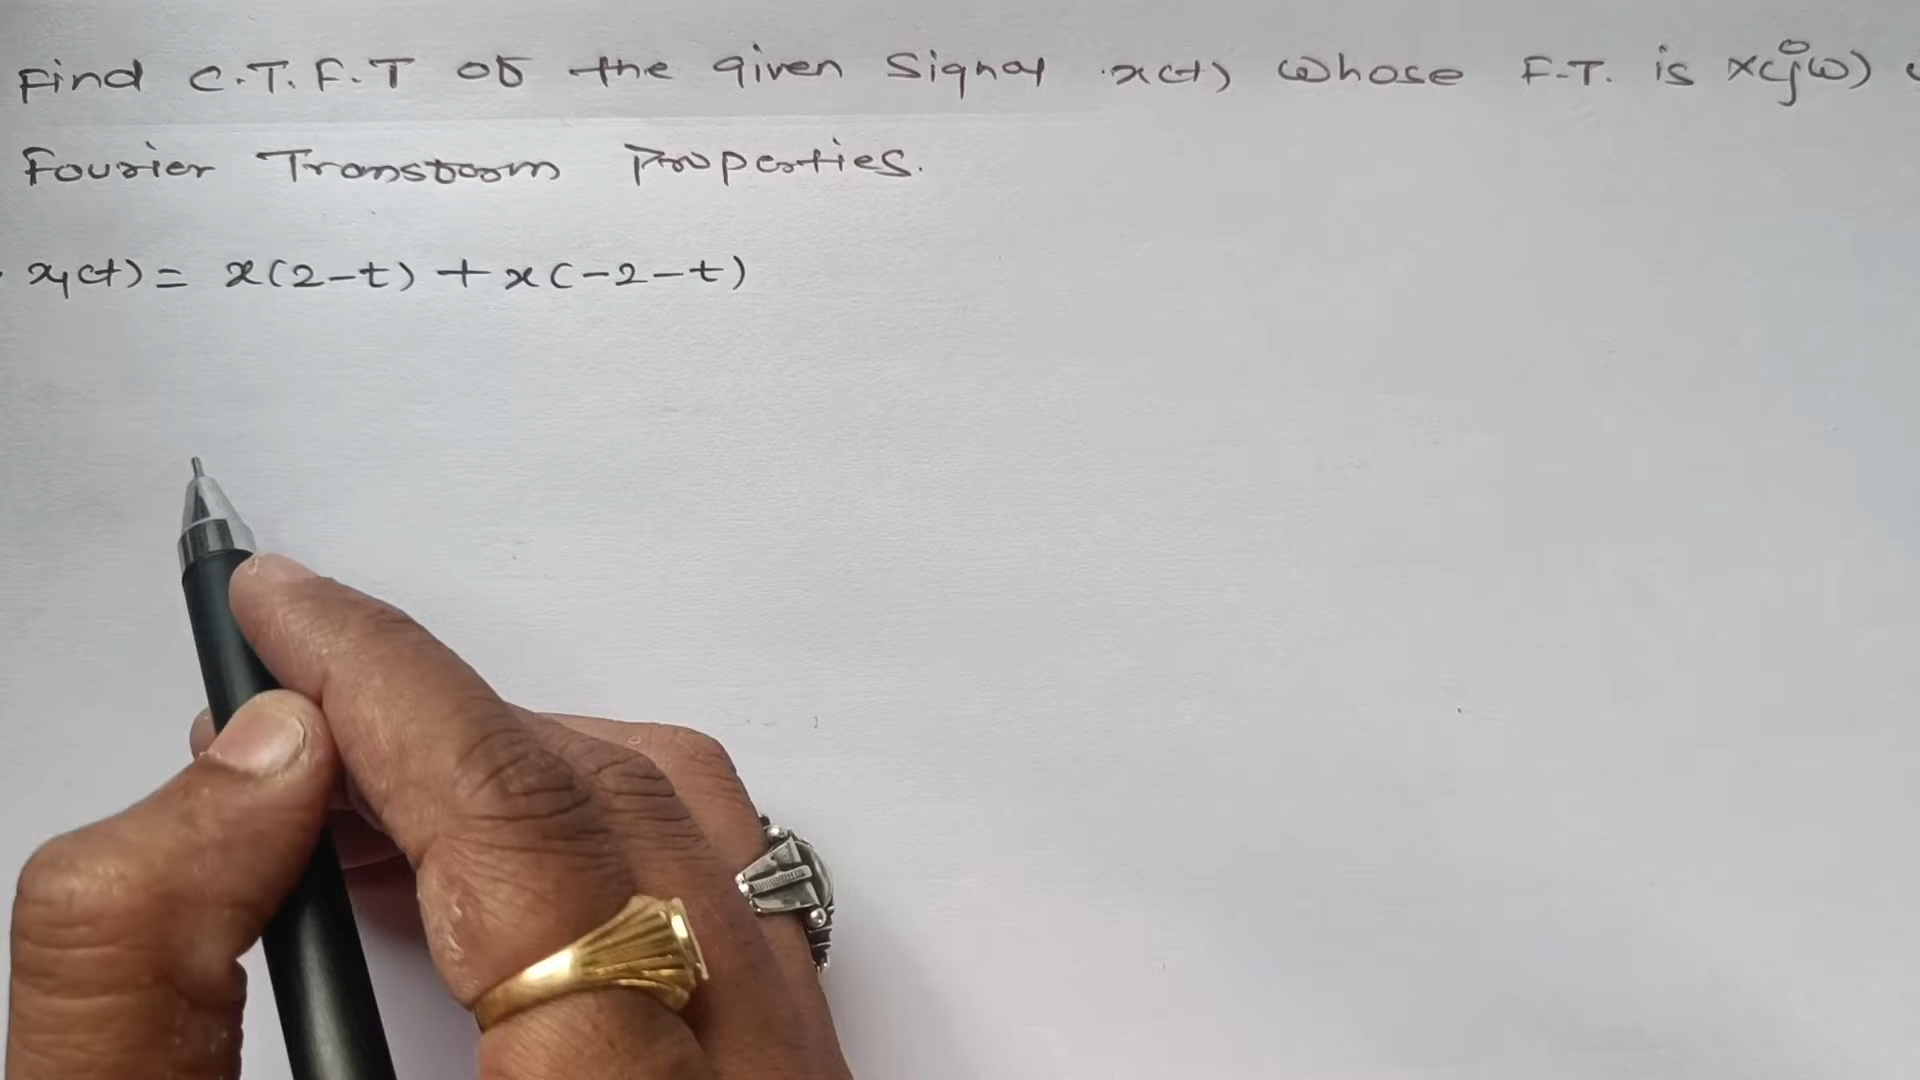 Find C.T.F.T of the given Signal x(t) whose F.T. is X(jω)
Fourier Transform Properties.
x₁(t) = x(2-t) + x(-2-t)